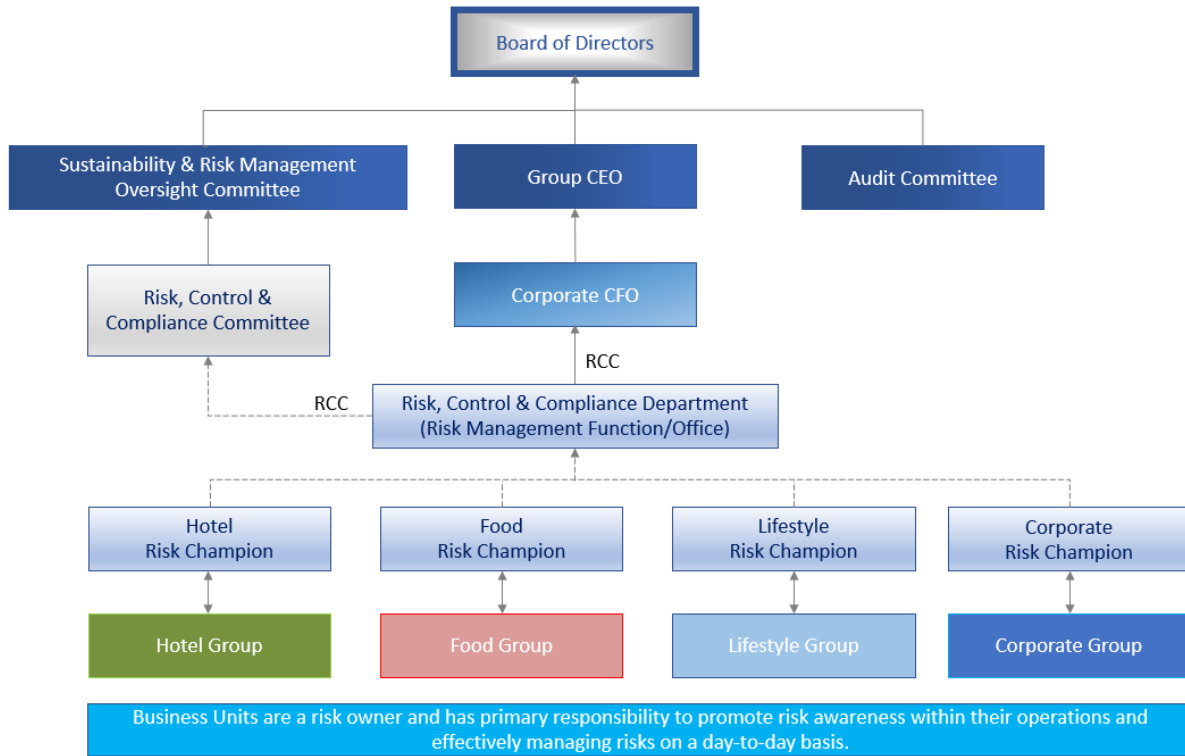 Board of Directors
Sustainability & Risk Management
Oversight Committee
Group CEO
Audit Committee
Risk, Control &
Compliance Committee
Corporate CFO
RCC
RCC
Risk, Control & Compliance Department
(Risk Management Function/Office)
Hotel
Risk Champion
Food
Risk Champion
Lifestyle
Risk Champion
Corporate
Risk Champion
Hotel Group
Food Group
Lifestyle Group
Corporate Group
Business Units are a risk owner and has primary responsibility to promote risk awareness within their operations and
effectively managing risks on a day-to-day basis.